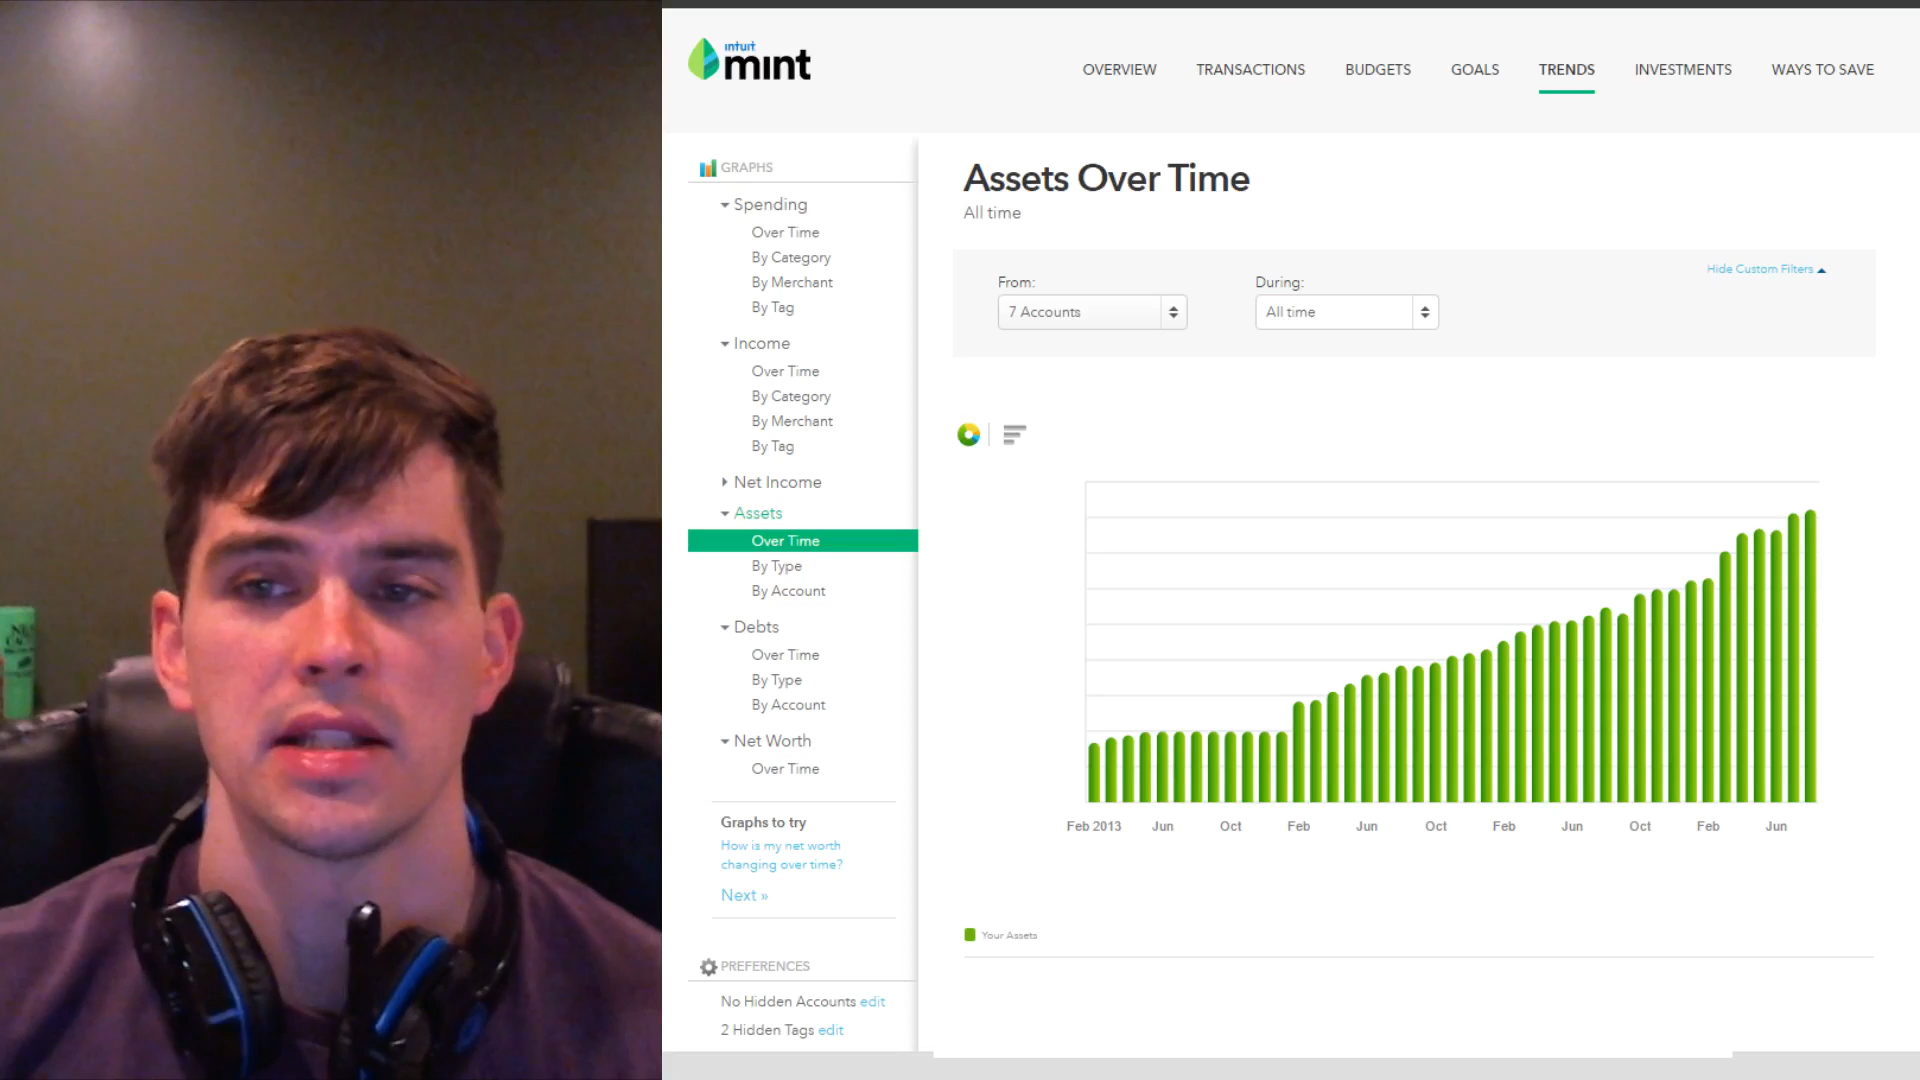 intuit
mint
OVERVIEW
TRANSACTIONS
BUDGETS
GOALS
TRENDS
INVESTMENTS
WAYS TO SAVE
GRAPHS
Spending
Over Time
By Category
By Merchant
By Tag
Income
Over Time
By Category
By Merchant
By Tag
Net Income
Assets
Over Time
By Type
By Account
Debts
Over Time
By Type
By Account
Net Worth
Over Time
Graphs to try
How is my net worth
changing over time?
Next »
PREFERENCES
No Hidden Accounts edit
2 Hidden Tags edit
Assets Over Time
All time
Hide Custom Filters
From:
7 Accounts
During:
All time
Feb 2013 Jun Oct Feb Jun Oct Feb Jun Oct Feb Jun
Your Assets